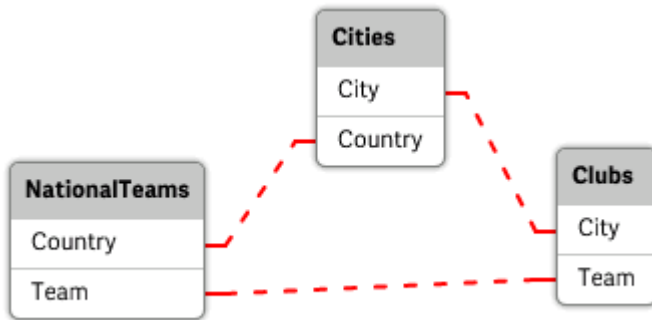 Cities
City
Country
NationalTeams
Country
Team
Clubs
City
Team